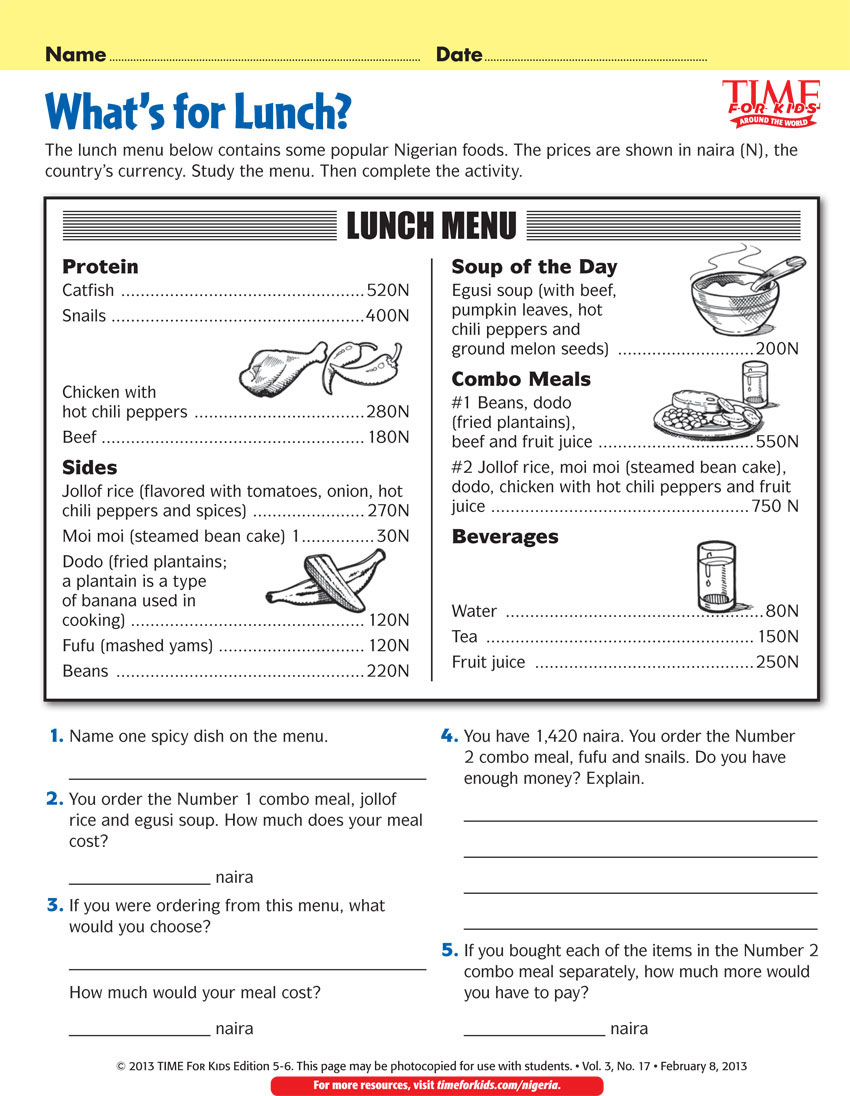 Name ........ Date ........
What's for Lunch?
TIME
FOR KIDS
AROUND THE WORLD
The lunch menu below contains some popular Nigerian foods. The prices are shown in naira (N), the
country's currency. Study the menu. Then complete the activity.
LUNCH MENU
Protein
Catfish ........ 520N
Snails ........ 400N
Chicken with
hot chili peppers ........ 280N
Beef ........ 180N
Sides
Jollof rice (flavored with tomatoes, onion, hot
chili peppers and spices) ........ 270N
Moi moi (steamed bean cake) 1........ 30N
Dodo (fried plantains;
a plantain is a type
of banana used in
cooking) ........ 120N
Fufu (mashed yams) ........ 120N
Beans ........ 220N
Soup of the Day
Egusi soup (with beef,
pumpkin leaves, hot
chili peppers and
ground melon seeds) ........ 200N
Combo Meals
#1 Beans, dodo
(fried plantains),
beef and fruit juice ........ 550N
#2 Jollof rice, moi moi (steamed bean cake),
dodo, chicken with hot chili peppers and fruit
juice ........ 750 N
Beverages
Water ........ 80N
Tea ........ 150N
Fruit juice ........ 250N
1. Name one spicy dish on the menu.
2. You order the Number 1 combo meal, jollof
rice and egusi soup. How much does your meal
cost?
________ naira
3. If you were ordering from this menu, what
would you choose?
How much would your meal cost?
________ naira
4. You have 1,420 naira. You order the Number
2 combo meal, fufu and snails. Do you have
enough money? Explain.
5. If you bought each of the items in the Number 2
combo meal separately, how much more would
you have to pay?
________ naira
© 2013 TIME FOR KIDS Edition 5-6. This page may be photocopied for use with students. • Vol. 3, No. 17 • February 8, 2013
For more resources, visit timeforkids.com/nigeria.